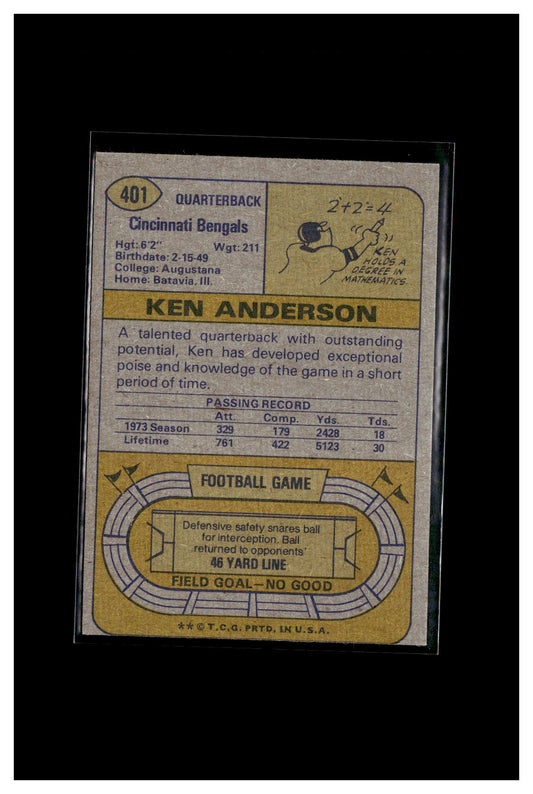 401
QUARTERBACK
Cincinnati Bengals
Hgt: 6'2" Wgt: 211
Birthdate: 2-15-49
College: Augustana
Home: Batavia, Ill.
2+2=4
KEN
HOLDS A
DEGREE IN
MATHEMATICS.
KEN ANDERSON
A talented quarterback with outstanding
potential, Ken has developed exceptional
poise and knowledge of the game in a short
period of time.
PASSING RECORD
Att. Comp. Yds. Tds.
1973 Season 329 179 2428 18
Lifetime 761 422 5123 30
FOOTBALL GAME
Defensive safety snares ball
for interception. Ball
returned to opponents'
46 YARD LINE
FIELD GOAL—NO GOOD
**© T.C.G. PRTD. IN U.S.A.